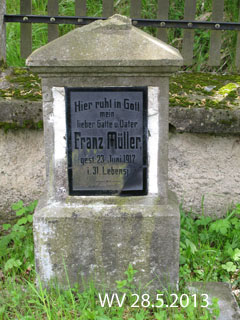 Hier ruht in Gott
mein
lieber Gatte u. Vater
Franz Müller
gest. 23. Juni 1912
i. 31. Lebensj.
WV 28.5.2013